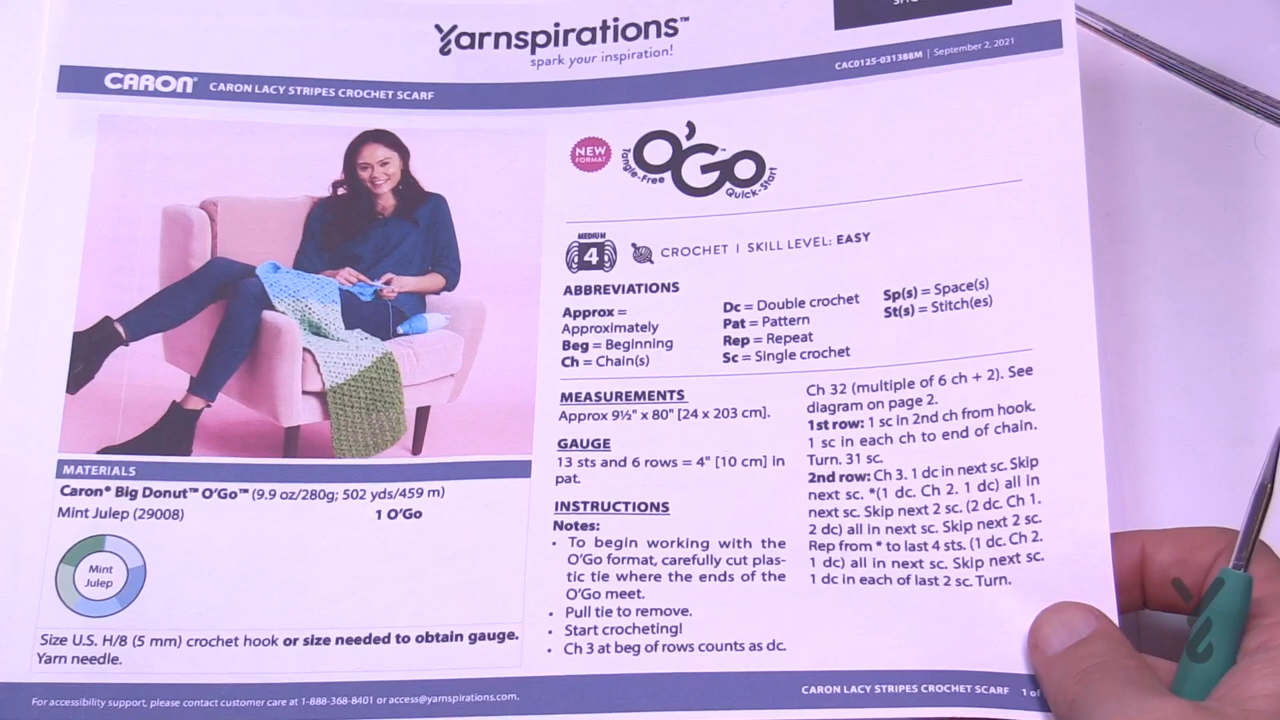 Yarnspirations™
spark your inspiration!
CARON® CARON LACY STRIPES CROCHET SCARF
CAC0125-031388M | September 2, 2021
NEW
FORMAT
O'Go™
Tangle-Free
Quick-Start
MEDIUM
4
CROCHET | SKILL LEVEL: EASY
ABBREVIATIONS
Approx =
Approximately
Beg = Beginning
Ch = Chain(s)
Dc = Double crochet
Pat = Pattern
Rep = Repeat
Sc = Single crochet
Sp(s) = Space(s)
St(s) = Stitch(es)
MATERIALS
Caron® Big Donut™ O'Go™ (9.9 oz/280g; 502 yds/459 m)
Mint Julep (29008) 1 O'Go
Mint
Julep
Size U.S. H/8 (5 mm) crochet hook or size needed to obtain gauge.
Yarn needle.
MEASUREMENTS
Approx 9½" x 80" [24 x 203 cm].
GAUGE
13 sts and 6 rows = 4" [10 cm] in
pat.
INSTRUCTIONS
Notes:
• To begin working with the
O'Go format, carefully cut plas-
tic tie where the ends of the
O'Go meet.
• Pull tie to remove.
• Start crocheting!
• Ch 3 at beg of rows counts as dc.
Ch 32 (multiple of 6 ch + 2). See
diagram on page 2.
1st row: 1 sc in 2nd ch from hook.
1 sc in each ch to end of chain.
Turn. 31 sc.
2nd row: Ch 3. 1 dc in next sc. Skip
next sc. *(1 dc. Ch 2. 1 dc) all in
next sc. Skip next 2 sc. (2 dc. Ch 1.
2 dc) all in next sc. Skip next 2 sc.
Rep from * to last 4 sts. (1 dc. Ch 2.
1 dc) all in next sc. Skip next sc.
1 dc in each of last 2 sc. Turn.
For accessibility support, please contact customer care at 1-888-368-8401 or access@yarnspirations.com.
CARON LACY STRIPES CROCHET SCARF 1 of